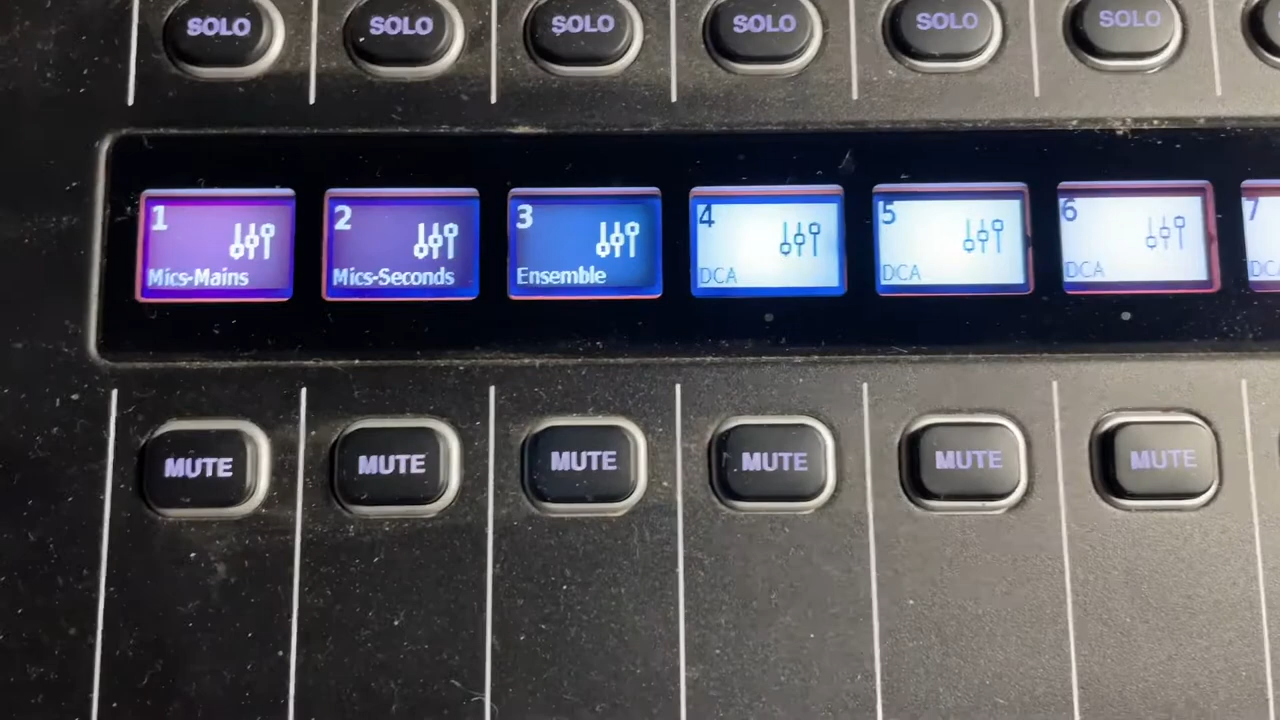 SOLO SOLO SOLO SOLO SOLO SOLO
1 2 3 4 5 6 7
Mics-Mains Mics-Seconds Ensemble DCA DCA DCA
MUTE MUTE MUTE MUTE MUTE MUTE